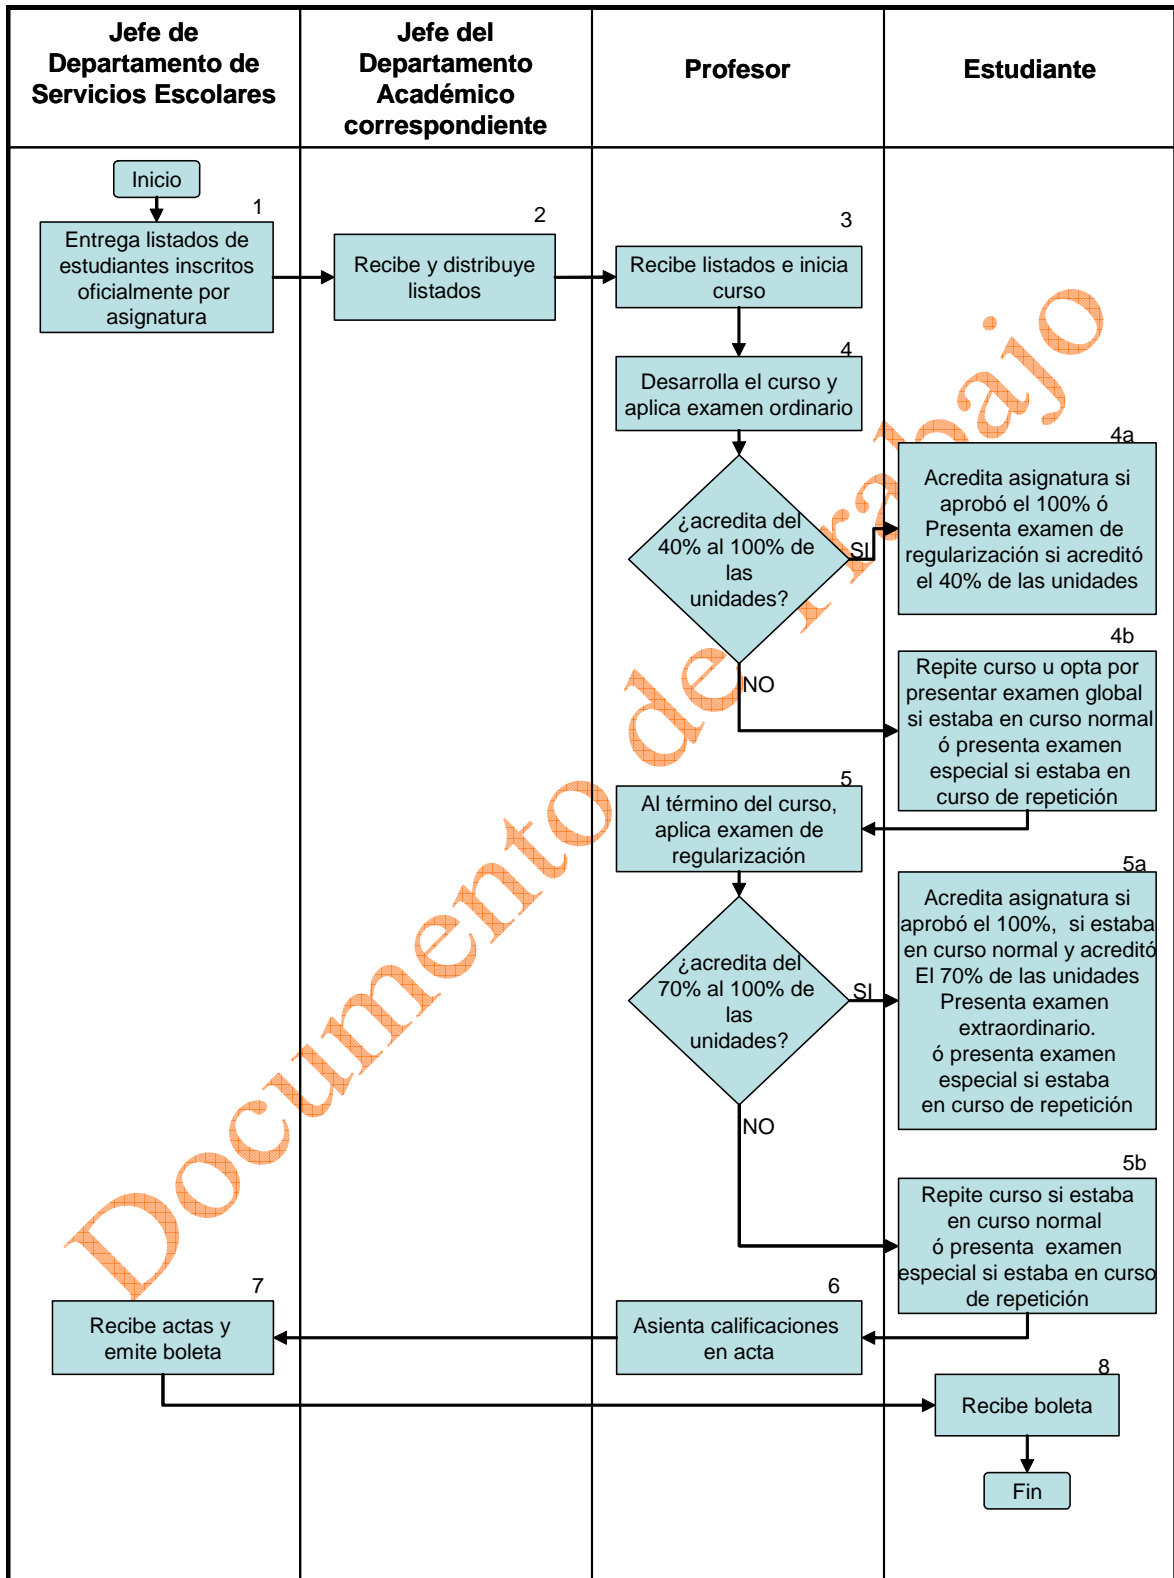 Jefe de
Departamento de
Servicios Escolares
Jefe del
Departamento
Académico
correspondiente
Profesor
Estudiante
Inicio
1
Entrega listados de
estudiantes inscritos
oficialmente por
asignatura
2
Recibe y distribuye
listados
3
Recibe listados e inicia
curso
4
Desarrolla el curso y
aplica examen ordinario
¿acredita del
40% al 100% de
las
unidades?
SI
NO
4a
Acredita asignatura si
aprobó el 100% ó
Presenta examen de
regularización si acreditó
el 40% de las unidades
4b
Repite curso u opta por
presentar examen global
si estaba en curso normal
ó presenta examen
especial si estaba en
curso de repetición
5
Al término del curso,
aplica examen de
regularización
¿acredita del
70% al 100% de
las
unidades?
SI
NO
5a
Acredita asignatura si
aprobó el 100%, si estaba
en curso normal y acreditó
El 70% de las unidades
Presenta examen
extraordinario.
ó presenta examen
especial si estaba
en curso de repetición
5b
Repite curso si estaba
en curso normal
ó presenta examen
especial si estaba en curso
de repetición
6
Asienta calificaciones
en acta
7
Recibe actas y
emite boleta
8
Recibe boleta
Fin
Documento de Trabajo